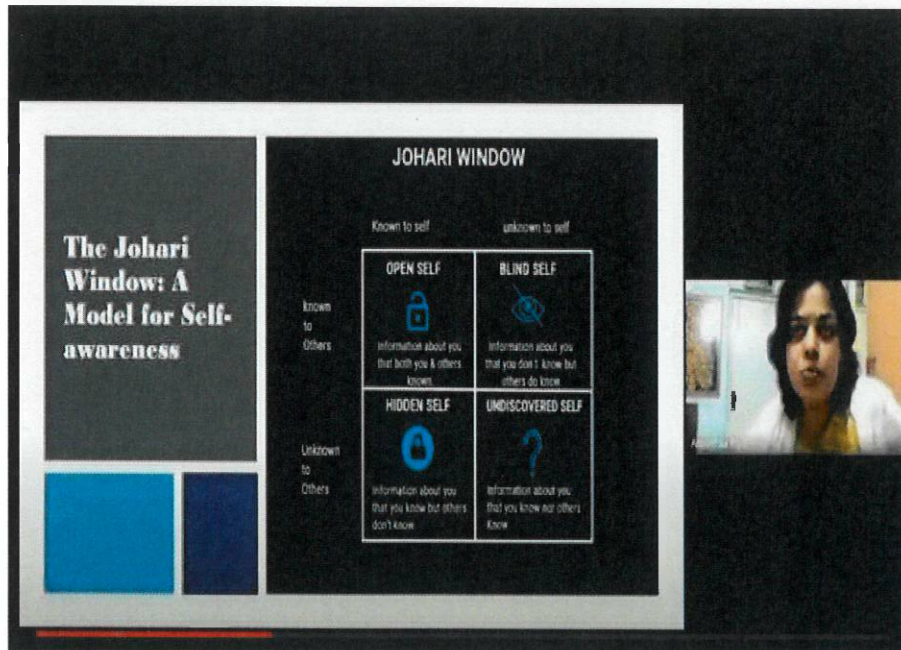 The Johari
Window: A
Model for Self-
awareness
JOHARI WINDOW
Known to self
unknown to self
known
to
Others
OPEN SELF
Information about you
that both you & others
known.
BLIND SELF
Information about you
that you don't know but
others do know
Unknown
to
Others
HIDDEN SELF
Information about you
that you know but others
don't know
UNDISCOVERED SELF
Information about you
that you know nor others
Know